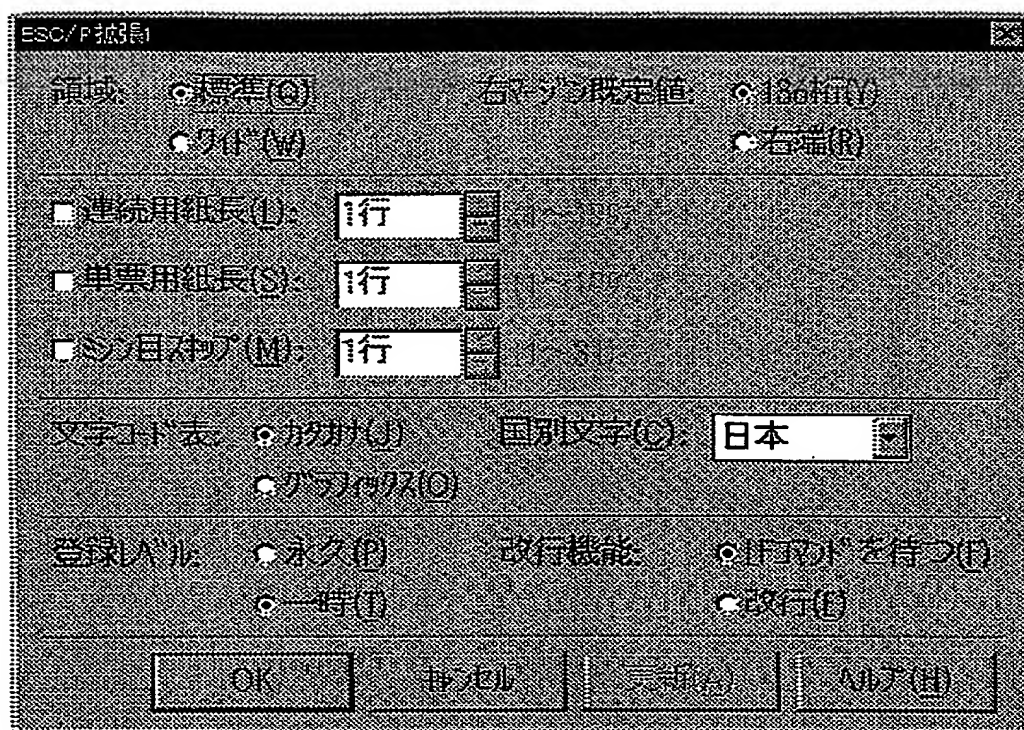 ESC/P拡張1
領域: 標準(Q) 右マージン既定値: 136桁(Y)
ワイド(W) 右端(R)
連続用紙長(L): 1行
単票用紙長(S): 1行
ミシン目スキップ(M): 1行
文字コード表: カタカナ(J) 国別文字(C): 日本
グラフィックス(O)
登録レベル: 永久(P) 改行機能: LFコマンドを待つ(F)
一時(T) 改行(E)
OK キャンセル ヘルプ(H)